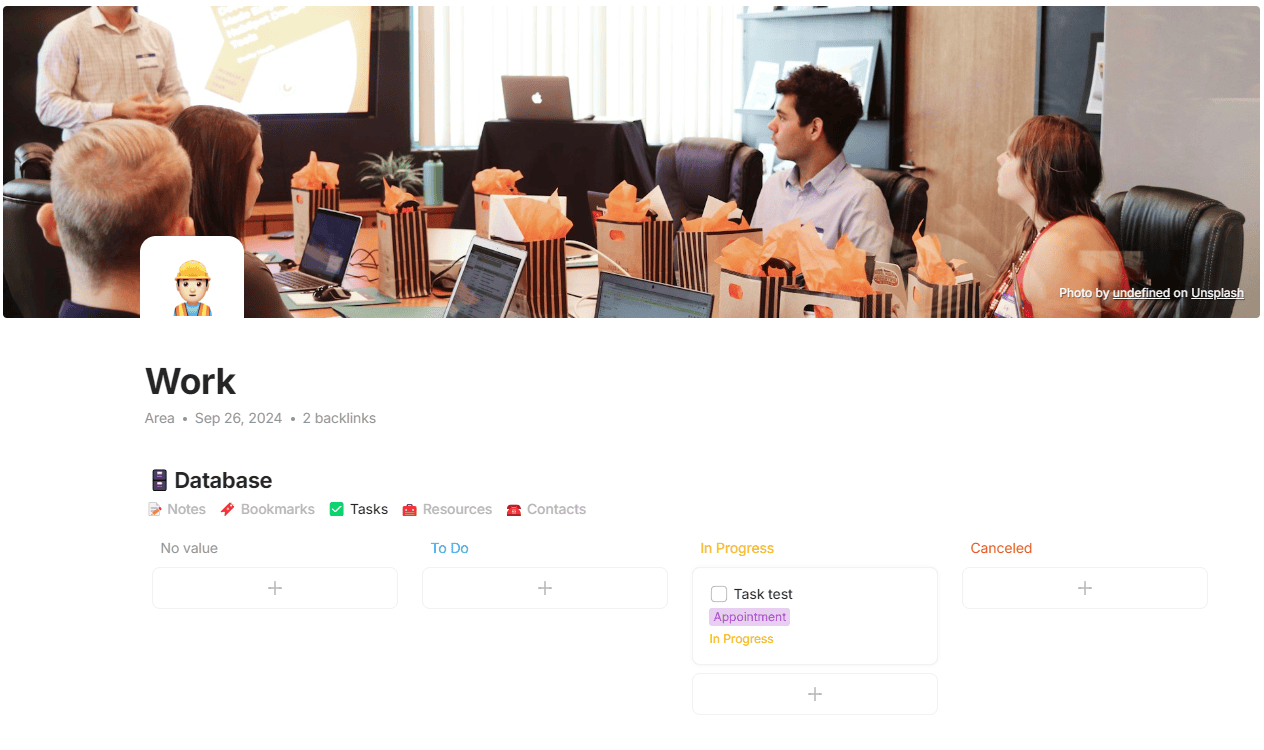 Photo by undefined on Unsplash
Work
Area • Sep 26, 2024 • 2 backlinks
Database
Notes Bookmarks Tasks Resources Contacts
No value To Do In Progress Canceled
Task test
Appointment
In Progress